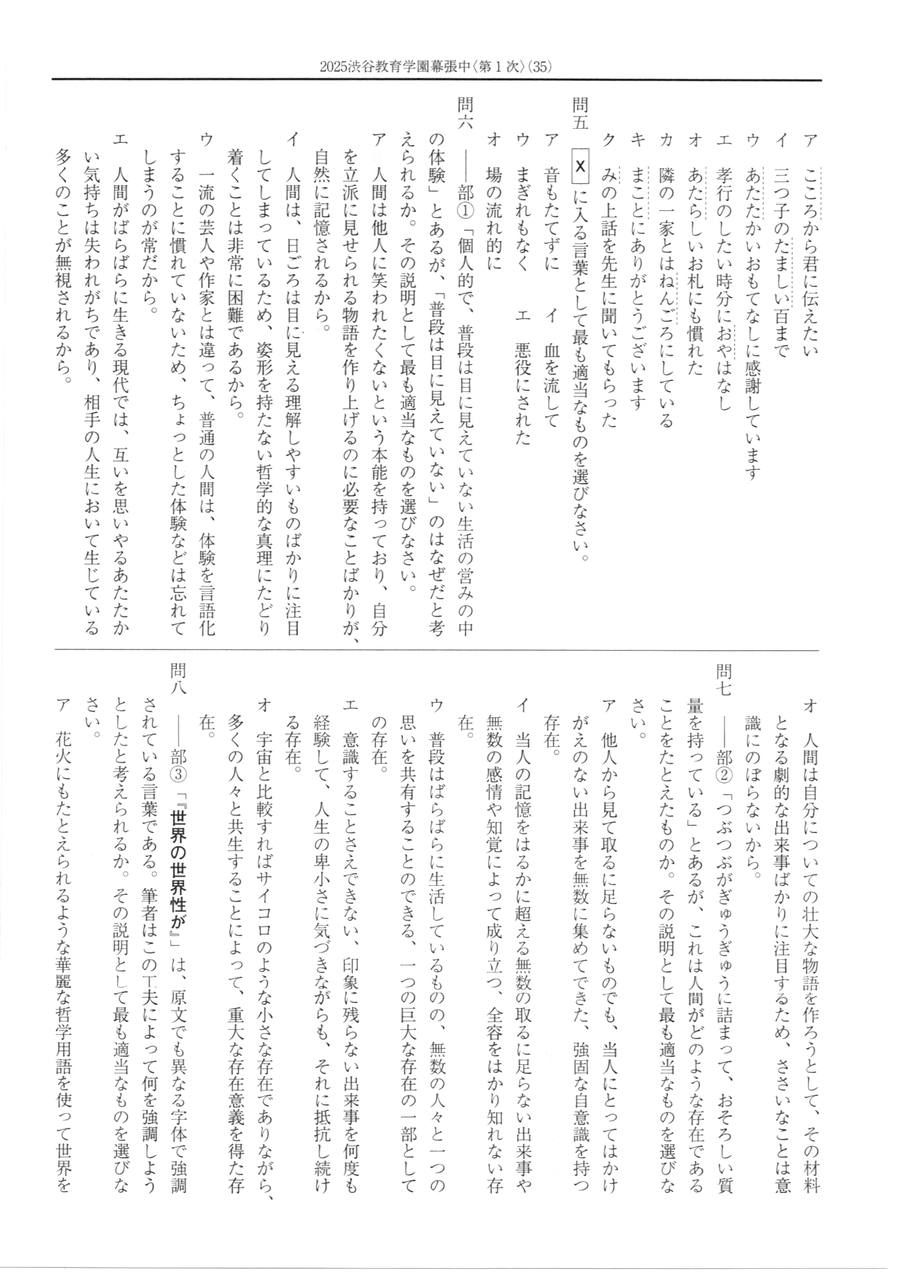 2025渋谷教育学園幕張中〈第1次〉(35)
ア　こころから君に伝えたい
イ　三つ子のたましい百まで
ウ　あたたかいおもてなしに感謝しています
エ　孝行のしたい時分におやはなし
オ　あたらしいお札にも慣れた
カ　隣の一家とはねんごろにしている
キ　まことにありがとうございます
ク　みの上話を先生に聞いてもらった
問五　Xに入る言葉として最も適当なものを選びなさい。
ア　音もたてずに　イ　血を流して
ウ　まぎれもなく　エ　悪役にされた
オ　場の流れ的に
問六　――部①「個人的で、普段は目に見えていない生活の営みの中
の体験」とあるが、「普段は目に見えていない」のはなぜだと考
えられるか。その説明として最も適当なものを選びなさい。
ア　人間は他人に笑われたくないという本能を持っており、自分
を立派に見せられる物語を作り上げるのに必要なことばかりが、
自然に記憶されるから。
イ　人間は、日ごろは目に見える理解しやすいものばかりに注目
してしまっているため、姿形を持たない哲学的な真理にたどり
着くことは非常に困難であるから。
ウ　一流の芸人や作家とは違って、普通の人間は、体験を言語化
することに慣れていないため、ちょっとした体験などは忘れて
しまうのが常だから。
エ　人間がばらばらに生きる現代では、互いを思いやるあたたか
い気持ちは失われがちであり、相手の人生において生じている
多くのことが無視されるから。
オ　人間は自分についての壮大な物語を作ろうとして、その材料
となる劇的な出来事ばかりに注目するため、ささいなことは意
識にのぼらないから。
問七　――部②「つぶつぶがぎゅうぎゅうに詰まって、おそろしい質
量を持っている」とあるが、これは人間がどのような存在である
ことをたとえたものか。その説明として最も適当なものを選びな
さい。
ア　他人から見て取るに足らないものでも、当人にとってはかけ
がえのない出来事を無数に集めてできた、強固な自意識を持つ
存在。
イ　当人の記憶をはるかに超える無数の取るに足らない出来事や
無数の感情や知覚によって成り立つ、全容をはかり知れない存
在。
ウ　普段はばらばらに生活しているものの、無数の人々と一つの
思いを共有することのできる、一つの巨大な存在の一部として
の存在。
エ　意識することさえできない、印象に残らない出来事を何度も
経験して、人生の卑小さに気づきながらも、それに抵抗し続け
る存在。
オ　宇宙と比較すればサイコロのような小さな存在でありながら、
多くの人々と共生することによって、重大な存在意義を得た存
在。
問八　――部③「『世界の世界性が』」は、原文でも異なる字体で強調
されている言葉である。筆者はこの工夫によって何を強調しよう
としたと考えられるか。その説明として最も適当なものを選びな
さい。
ア　花火にもたとえられるような華麗な哲学用語を使って世界を